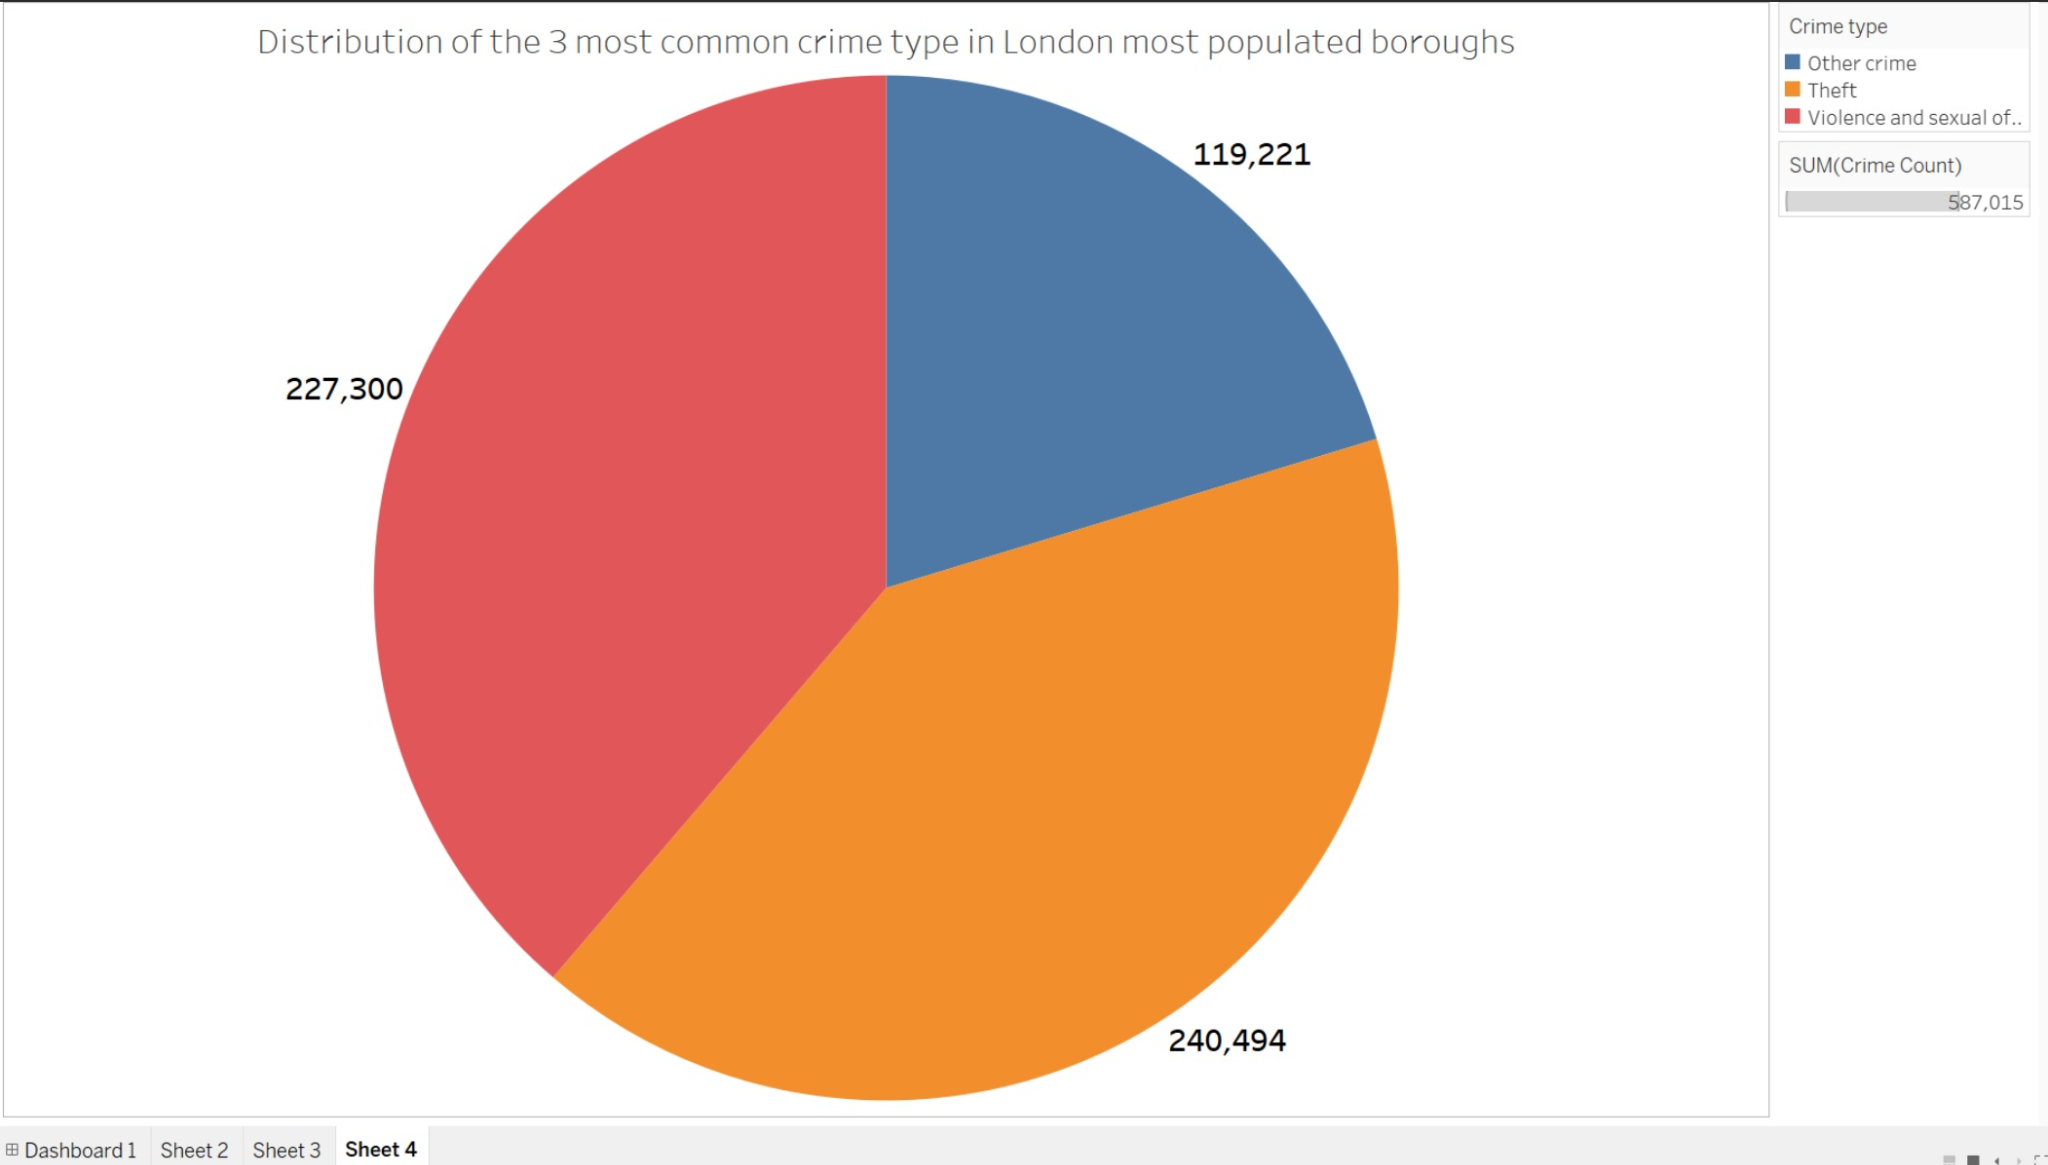 Distribution of the 3 most common crime type in London most populated boroughs
119,221
227,300
240,494
Crime type
Other crime
Theft
Violence and sexual of..
SUM(Crime Count)
587,015
Dashboard 1 Sheet 2 Sheet 3 Sheet 4